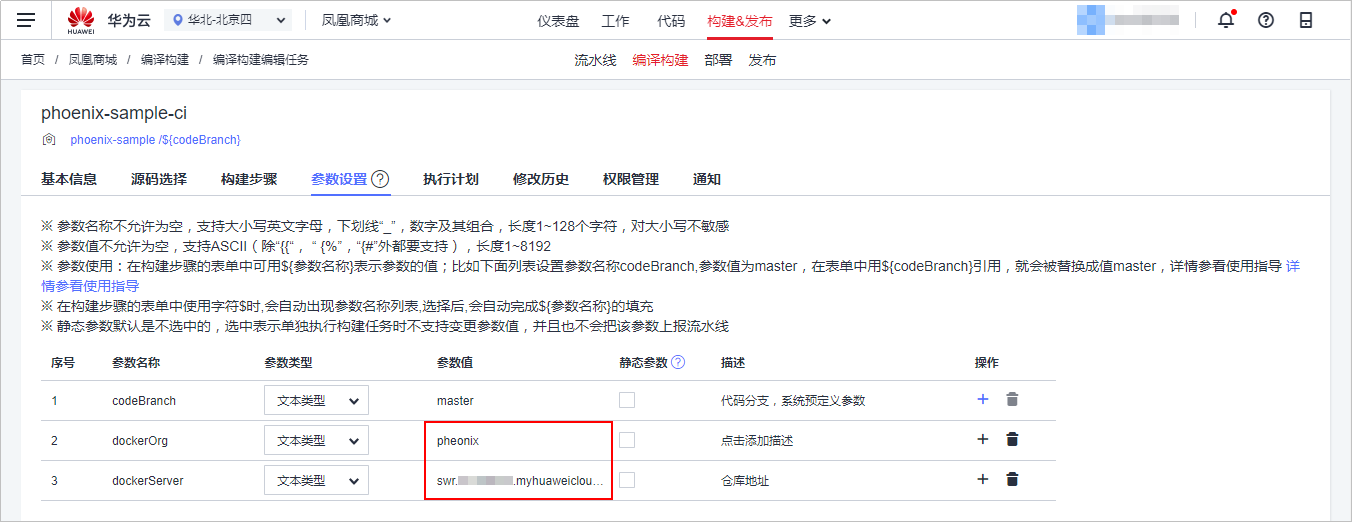 华为云 华北-北京四 凤凰商城 仪表盘 工作 代码 构建&发布 更多
HUAWEI
首页 / 凤凰商城 / 编译构建 / 编译构建编辑任务 流水线 编译构建 部署 发布
phoenix-sample-ci
phoenix-sample /${codeBranch}
基本信息 源码选择 构建步骤 参数设置 ? 执行计划 修改历史 权限管理 通知
※ 参数名称不允许为空，支持大小写英文字母，下划线“_”，数字及其组合，长度1~128个字符，对大小写不敏感
※ 参数值不允许为空，支持ASCII（除“{{“，“ {%”，“{#”外都要支持），长度1~8192
※ 参数使用：在构建步骤的表单中可用${参数名称}表示参数的值；比如下面列表设置参数名称codeBranch,参数值为master，在表单中用${codeBranch}引用，就会被替换成值master，详情参看使用指导 详
情参看使用指导
※ 在构建步骤的表单中使用字符$时,会自动出现参数名称列表,选择后,会自动完成${参数名称}的填充
※ 静态参数默认是不选中的，选中表示单独执行构建任务时不支持变更参数值，并且也不会把该参数上报流水线
序号 参数名称 参数类型 参数值 静态参数 ? 描述 操作
1 codeBranch 文本类型 master 代码分支，系统预定义参数
2 dockerOrg 文本类型 pheonix 点击添加描述
3 dockerServer 文本类型 swr. .myhuaweiclou... 仓库地址